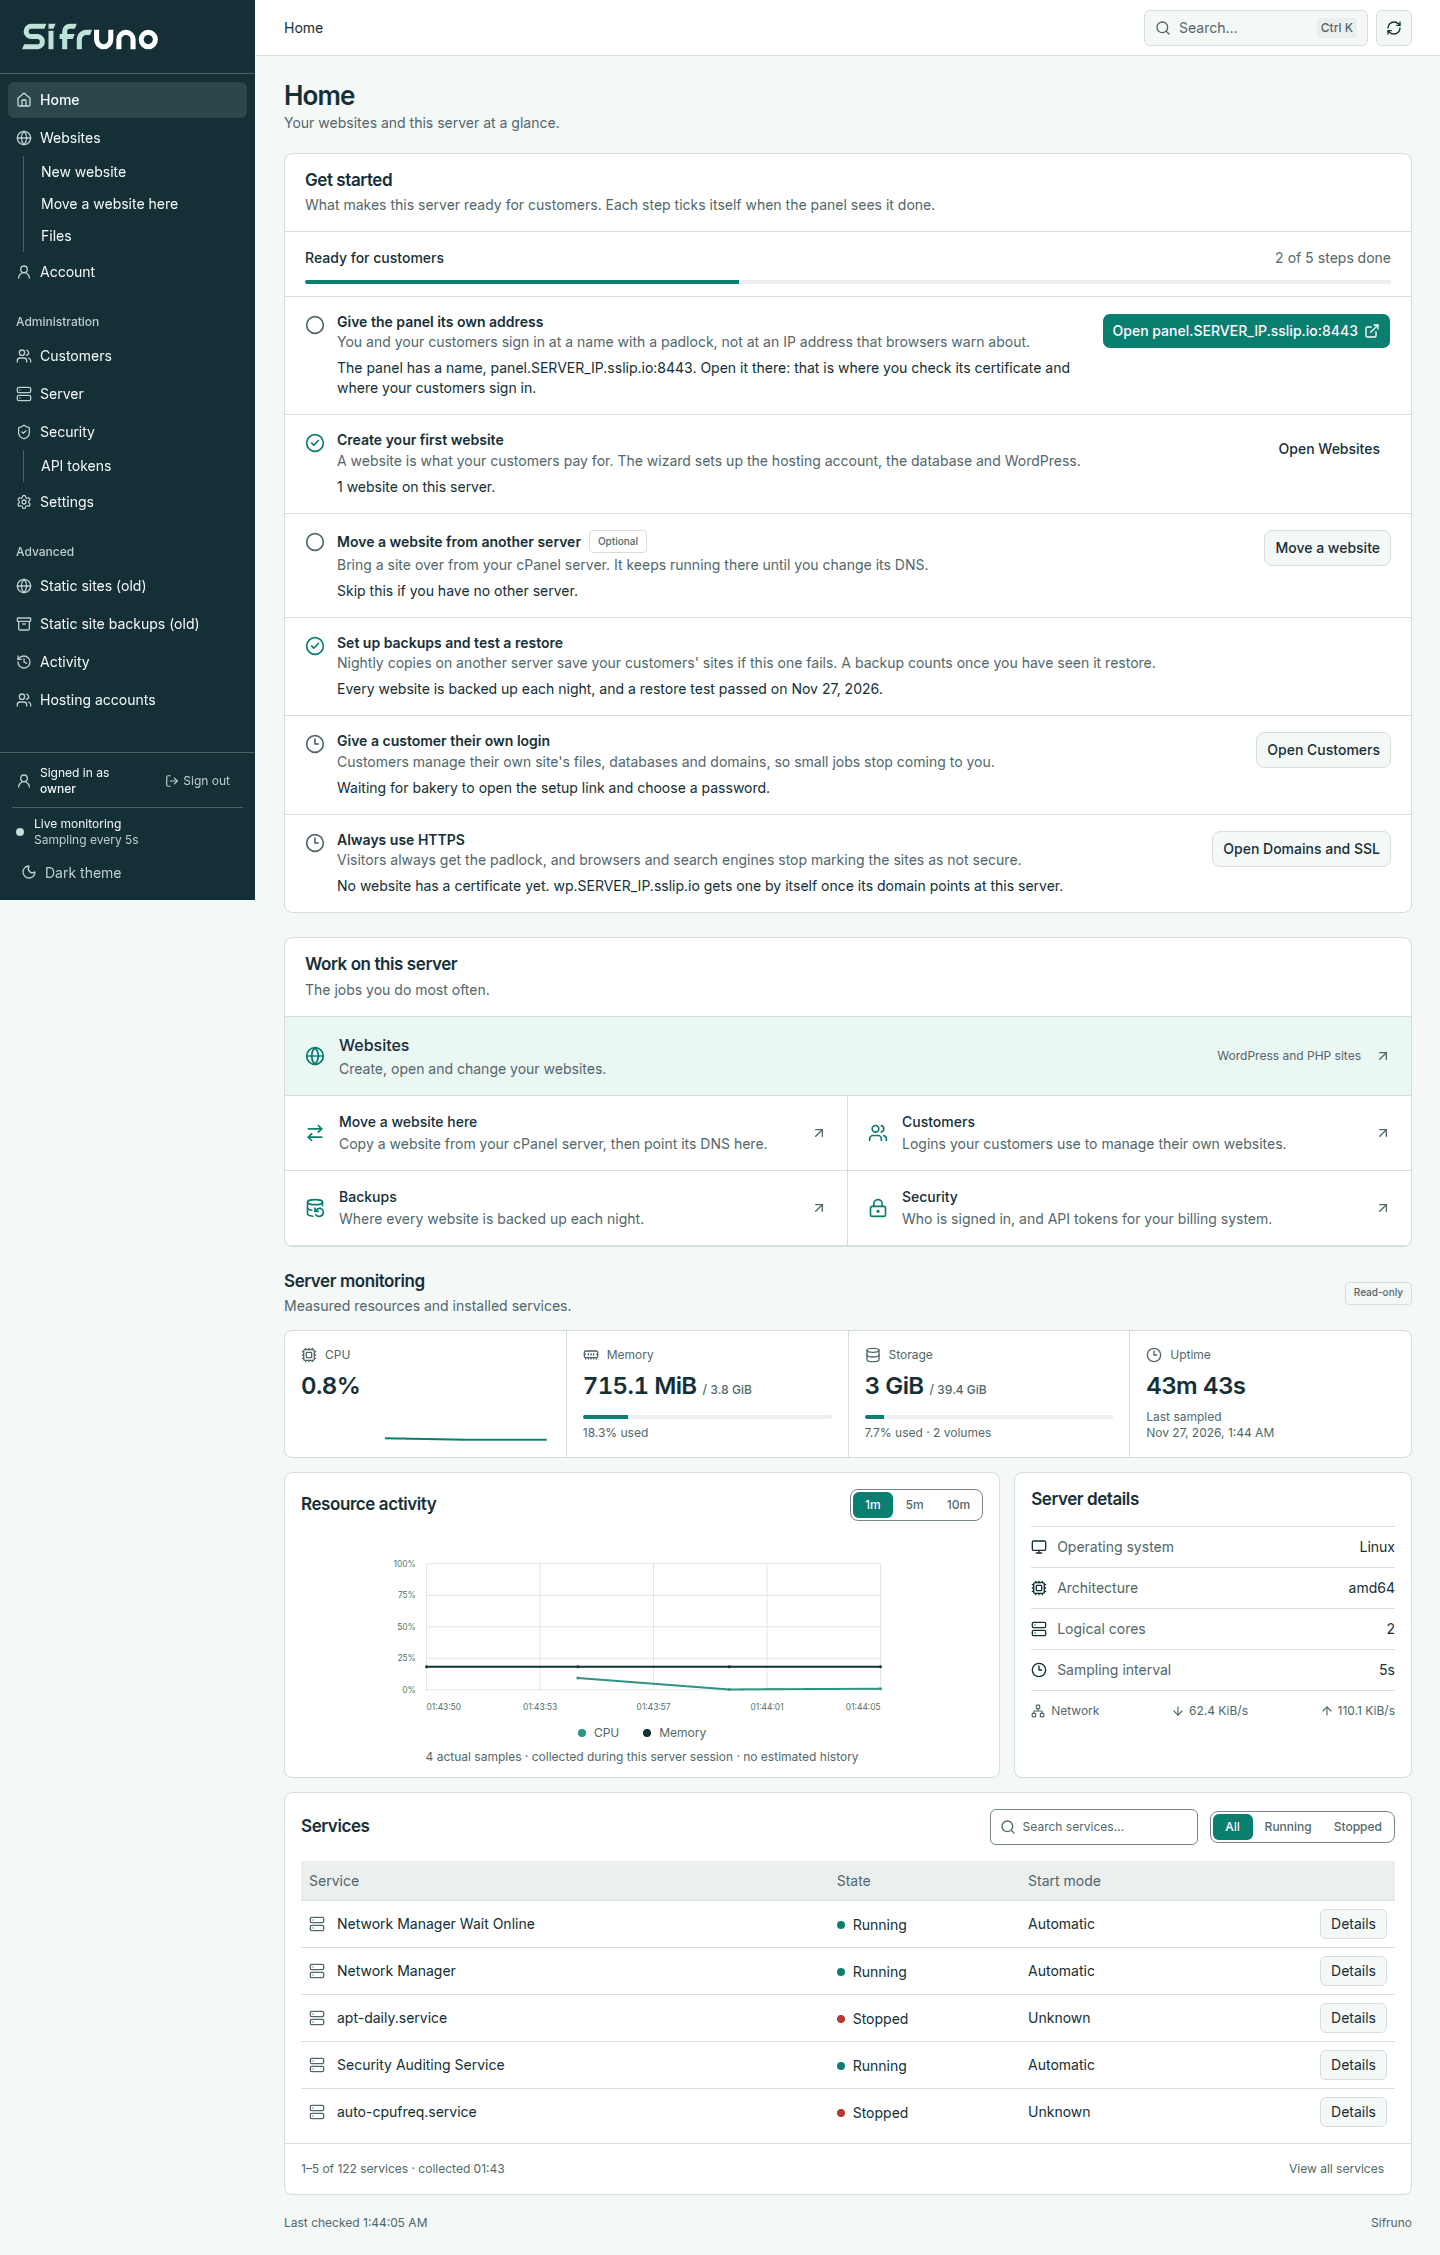 Sifruno
Home
Search...
Ctrl K
Home
Websites
New website
Move a website here
Files
Account
Administration
Customers
Server
Security
API tokens
Settings
Advanced
Static sites (old)
Static site backups (old)
Activity
Hosting accounts
Signed in as
owner
Sign out
Live monitoring
Sampling every 5s
Dark theme
Home
Your websites and this server at a glance.
Get started
What makes this server ready for customers. Each step ticks itself when the panel sees it done.
Ready for customers
2 of 5 steps done
Give the panel its own address
You and your customers sign in at a name with a padlock, not at an IP address that browsers warn about.
The panel has a name, panel.SERVER_IP.sslip.io:8443. Open it there: that is where you check its certificate and
where your customers sign in.
Open panel.SERVER_IP.sslip.io:8443
Create your first website
A website is what your customers pay for. The wizard sets up the hosting account, the database and WordPress.
1 website on this server.
Open Websites
Move a website from another server Optional
Bring a site over from your cPanel server. It keeps running there until you change its DNS.
Skip this if you have no other server.
Move a website
Set up backups and test a restore
Nightly copies on another server save your customers' sites if this one fails. A backup counts once you have seen it restore.
Every website is backed up each night, and a restore test passed on Nov 27, 2026.
Give a customer their own login
Customers manage their own site's files, databases and domains, so small jobs stop coming to you.
Waiting for bakery to open the setup link and choose a password.
Open Customers
Always use HTTPS
Visitors always get the padlock, and browsers and search engines stop marking the sites as not secure.
No website has a certificate yet. wp.SERVER_IP.sslip.io gets one by itself once its domain points at this server.
Open Domains and SSL
Work on this server
The jobs you do most often.
Websites
Create, open and change your websites.
WordPress and PHP sites
Move a website here
Copy a website from your cPanel server, then point its DNS here.
Customers
Logins your customers use to manage their own websites.
Backups
Where every website is backed up each night.
Security
Who is signed in, and API tokens for your billing system.
Server monitoring
Measured resources and installed services.
Read-only
CPU
0.8%
Memory
715.1 MiB / 3.8 GiB
18.3% used
Storage
3 GiB / 39.4 GiB
7.7% used · 2 volumes
Uptime
43m 43s
Last sampled
Nov 27, 2026, 1:44 AM
Resource activity
1m 5m 10m
100%
75%
50%
25%
0%
01:43:50 01:43:53 01:43:57 01:44:01 01:44:05
CPU Memory
4 actual samples · collected during this server session · no estimated history
Server details
Operating system Linux
Architecture amd64
Logical cores 2
Sampling interval 5s
Network 62.4 KiB/s 110.1 KiB/s
Services
Search services...
All Running Stopped
Service State Start mode
Network Manager Wait Online Running Automatic Details
Network Manager Running Automatic Details
apt-daily.service Stopped Unknown Details
Security Auditing Service Running Automatic Details
auto-cpufreq.service Stopped Unknown Details
1–5 of 122 services · collected 01:43
View all services
Last checked 1:44:05 AM
Sifruno